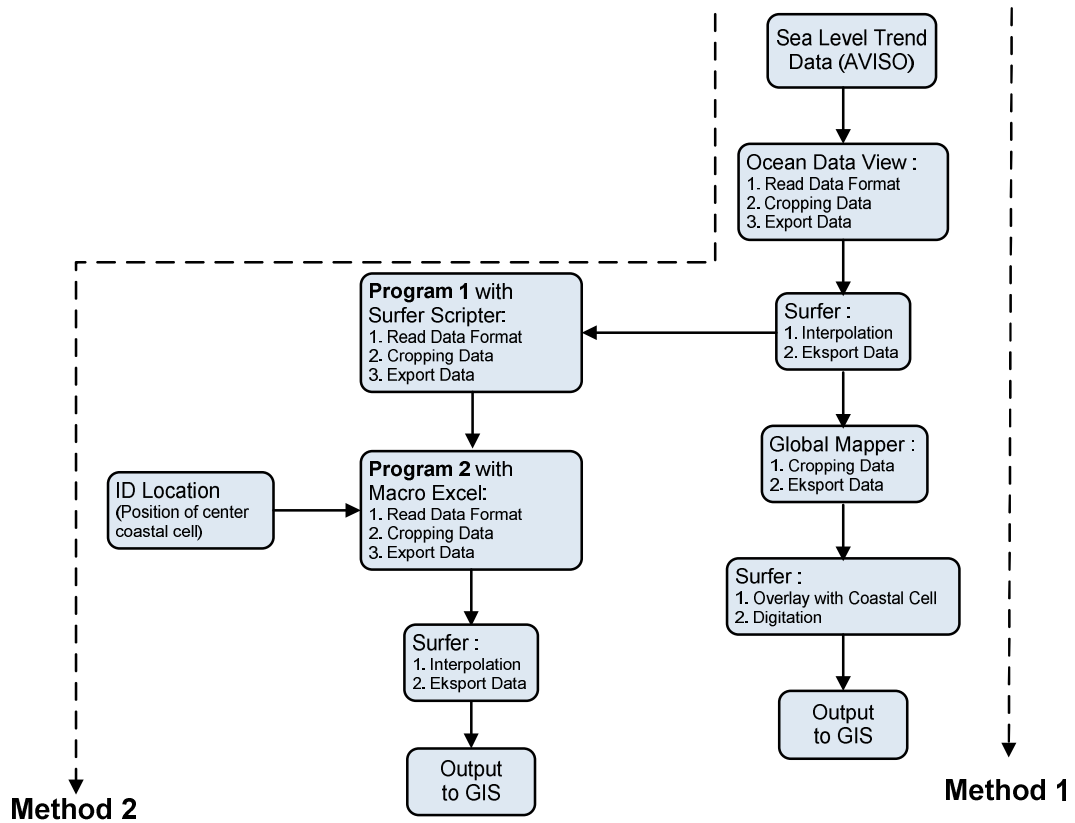 Sea Level Trend
Data (AVISO)
Ocean Data View :
1. Read Data Format
2. Cropping Data
3. Export Data
Surfer :
1. Interpolation
2. Eksport Data
Program 1 with
Surfer Scripter:
1. Read Data Format
2. Cropping Data
3. Export Data
Global Mapper :
1. Cropping Data
2. Eksport Data
Program 2 with
Macro Excel:
1. Read Data Format
2. Cropping Data
3. Export Data
ID Location
(Position of center
coastal cell)
Surfer :
1. Overlay with Coastal Cell
2. Digitation
Surfer :
1. Interpolation
2. Eksport Data
Output
to GIS
Output
to GIS
Method 1
Method 2